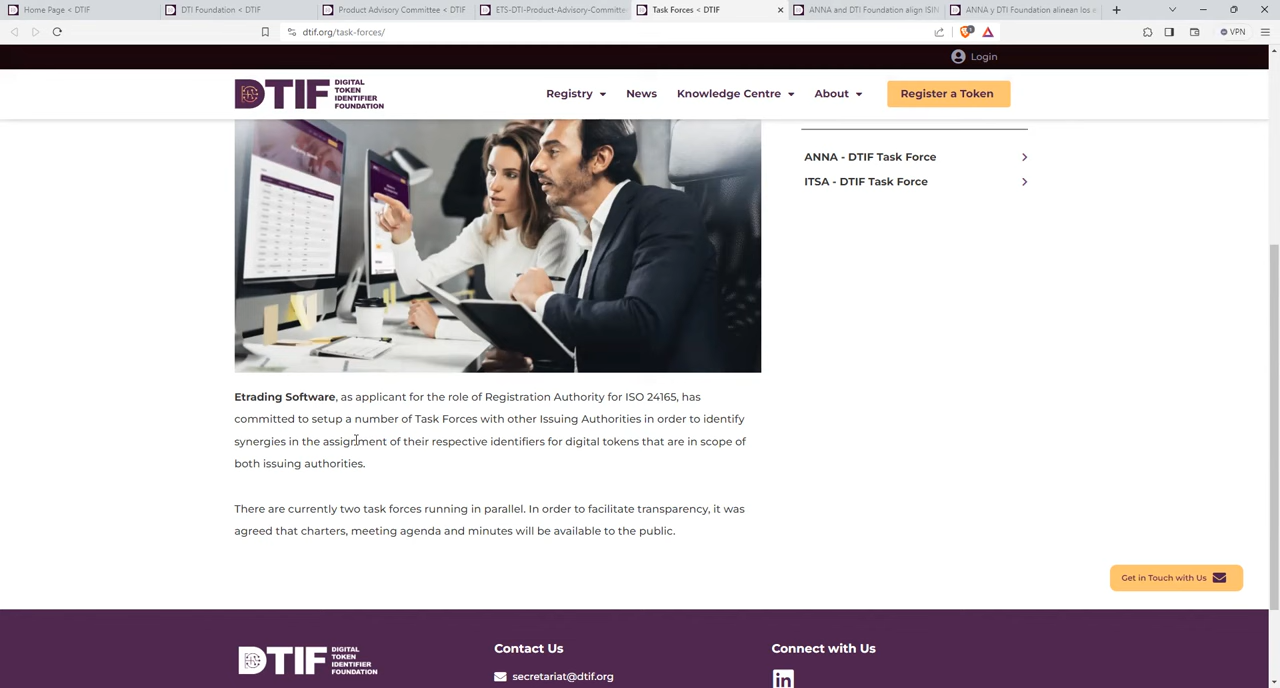 Home Page < DTIF
DTI Foundation < DTIF
Product Advisory Committee < DTIF
ETS-DTI-Product-Advisory-Committe
Task Forces < DTIF
ANNA and DTI Foundation align ISIN
ANNA y DTI Foundation alinean los e
dtif.org/task-forces/
1
VPN
Login
DTIF
DIGITAL
TOKEN
IDENTIFIER
FOUNDATION
Registry
News
Knowledge Centre
About
Register a Token
ANNA - DTIF Task Force
ITSA - DTIF Task Force
Etrading Software, as applicant for the role of Registration Authority for ISO 24165, has
committed to setup a number of Task Forces with other Issuing Authorities in order to identify
synergies in the assignment of their respective identifiers for digital tokens that are in scope of
both issuing authorities.
There are currently two task forces running in parallel. In order to facilitate transparency, it was
agreed that charters, meeting agenda and minutes will be available to the public.
Get in Touch with Us
DTIF
DIGITAL
TOKEN
IDENTIFIER
FOUNDATION
Contact Us
secretariat@dtif.org
Connect with Us
in